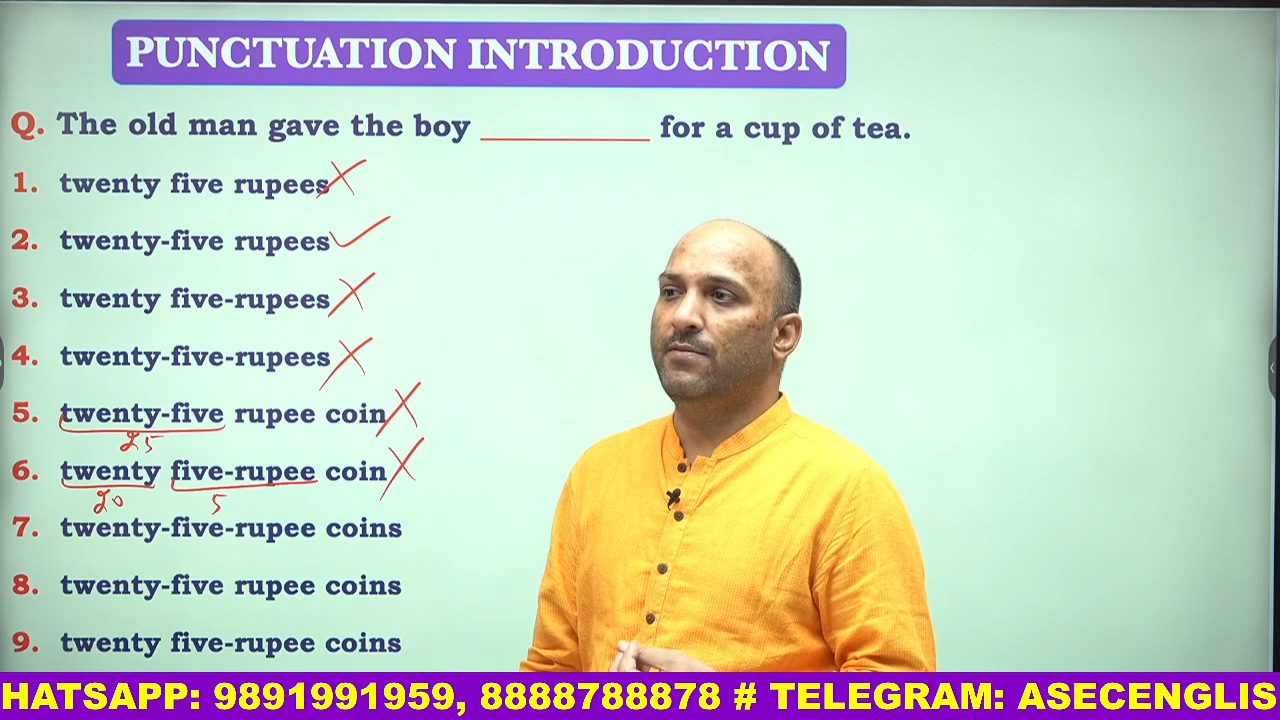 PUNCTUATION INTRODUCTION
Q. The old man gave the boy __________ for a cup of tea.
1. twenty five rupees
2. twenty-five rupees
3. twenty five-rupees
4. twenty-five-rupees
5. twenty-five rupee coin
25
6. twenty five-rupee coin
20 5
7. twenty-five-rupee coins
8. twenty-five rupee coins
9. twenty five-rupee coins
HATSAPP: 9891991959, 8888788878 # TELEGRAM: ASECENGLIS